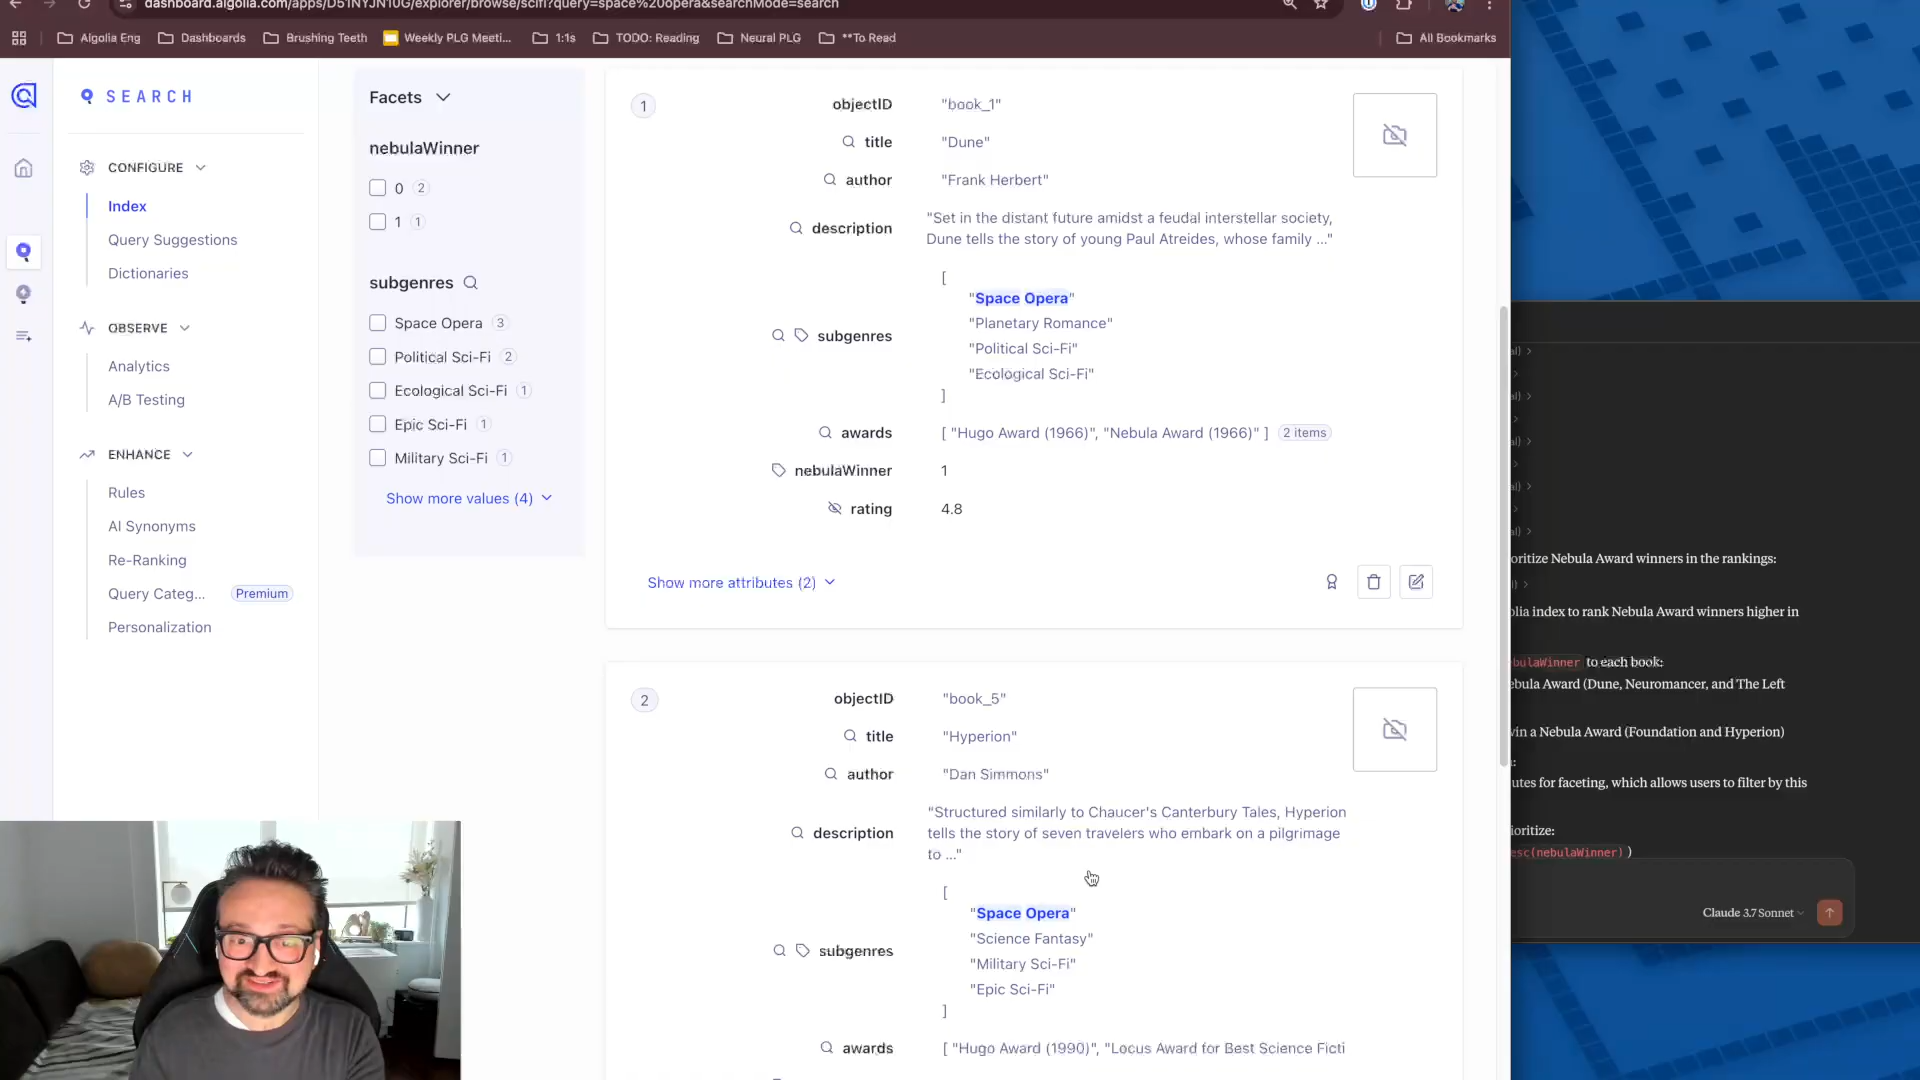 dashboard.algolia.com/apps/D51NYJN10G/explorer/browse/scifi?query=space%20opera&searchMode=search
Algolia Eng
Dashboards
Brushing Teeth
Weekly PLG Meeti...
1:1s
TODO: Reading
Neural PLG
**To Read
All Bookmarks
SEARCH
CONFIGURE
Index
Query Suggestions
Dictionaries
OBSERVE
Analytics
A/B Testing
ENHANCE
Rules
AI Synonyms
Re-Ranking
Query Categ... Premium
Personalization
Facets
nebulaWinner
0 2
1 1
subgenres
Space Opera 3
Political Sci-Fi 2
Ecological Sci-Fi 1
Epic Sci-Fi 1
Military Sci-Fi 1
Show more values (4)
1
objectID "book_1"
title "Dune"
author "Frank Herbert"
description "Set in the distant future amidst a feudal interstellar society,
Dune tells the story of young Paul Atreides, whose family ..."
subgenres [
"Space Opera"
"Planetary Romance"
"Political Sci-Fi"
"Ecological Sci-Fi"
]
awards [ "Hugo Award (1966)", "Nebula Award (1966)" ] 2 items
nebulaWinner 1
rating 4.8
Show more attributes (2)
2
objectID "book_5"
title "Hyperion"
author "Dan Simmons"
description "Structured similarly to Chaucer's Canterbury Tales, Hyperion
tells the story of seven travelers who embark on a pilgrimage
to ..."
subgenres [
"Space Opera"
"Science Fantasy"
"Military Sci-Fi"
"Epic Sci-Fi"
]
awards [ "Hugo Award (1990)", "Locus Award for Best Science Ficti
oritize Nebula Award winners in the rankings:
olia index to rank Nebula Award winners higher in
bulaWinner to each book:
ebula Award (Dune, Neuromancer, and The Left
vin a Nebula Award (Foundation and Hyperion)
utes for faceting, which allows users to filter by this
ioritize:
esc(nebulaWinner) )
Claude 3.7 Sonnet